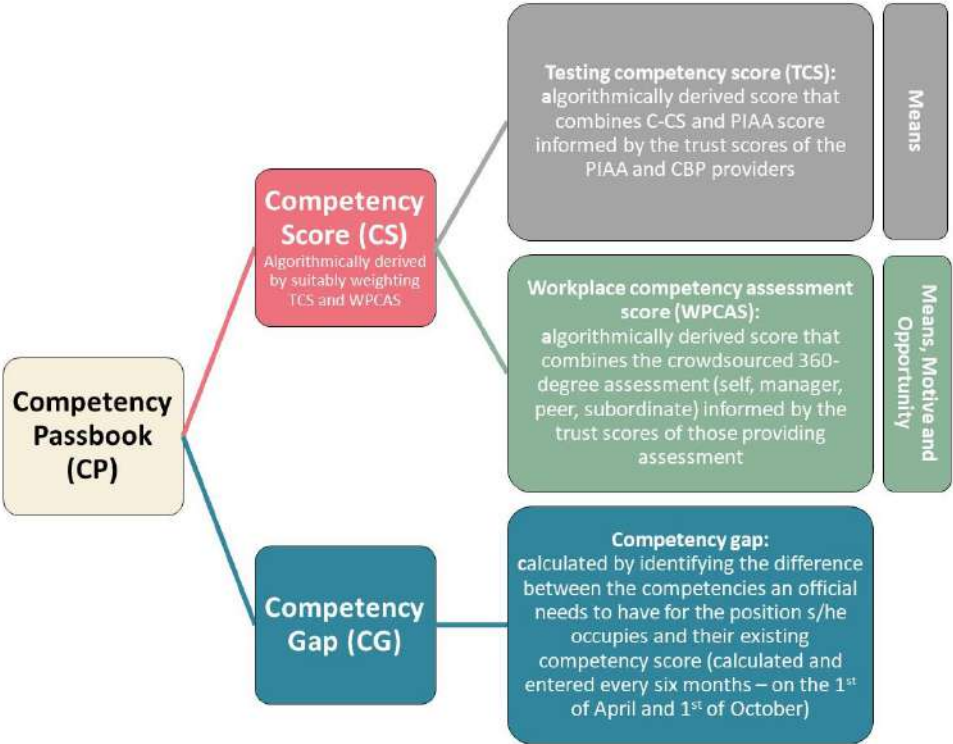 Competency
Passbook
(CP)
Competency
Score (CS)
Algorithmically derived
by suitably weighting
TCS and WPCAS
Testing competency score (TCS):
algorithmically derived score that
combines C-CS and PIAA score
informed by the trust scores of the
PIAA and CBP providers
Means
Workplace competency assessment
score (WPCAS):
algorithmically derived score that
combines the crowdsourced 360-
degree assessment (self, manager,
peer, subordinate) informed by the
trust scores of those providing
assessment
Means, Motive and
Opportunity
Competency
Gap (CG)
Competency gap:
calculated by identifying the difference
between the competencies an official
needs to have for the position s/he
occupies and their existing
competency score (calculated and
entered every six months – on the 1st
of April and 1st of October)